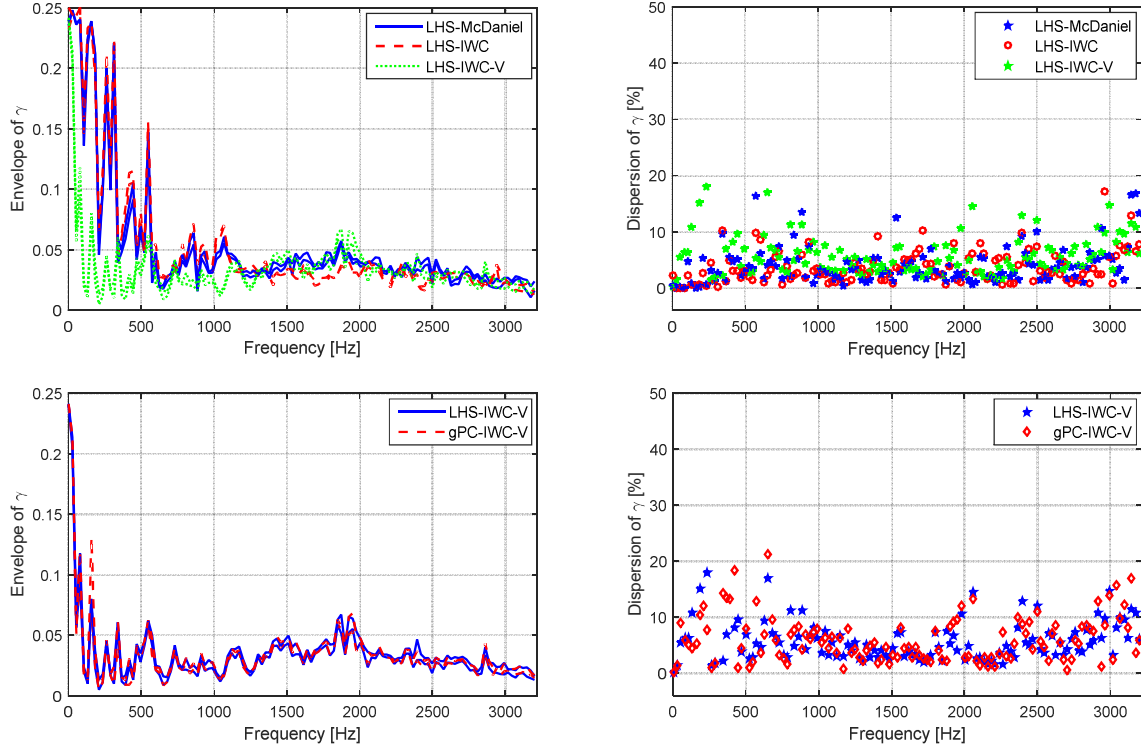 0.25
0.2
0.15
0.1
0.05
0
0
500
1000
1500
2000
2500
3000
Envelope of γ
Frequency [Hz]
LHS-McDaniel
LHS-IWC
LHS-IWC-V
50
40
30
20
10
0
0
500
1000
1500
2000
2500
3000
Dispersion of γ [%]
Frequency [Hz]
LHS-McDaniel
LHS-IWC
LHS-IWC-V
0.25
0.2
0.15
0.1
0.05
0
0
500
1000
1500
2000
2500
3000
Envelope of γ
Frequency [Hz]
LHS-IWC-V
gPC-IWC-V
50
40
30
20
10
0
0
500
1000
1500
2000
2500
3000
Dispersion of γ [%]
Frequency [Hz]
LHS-IWC-V
gPC-IWC-V